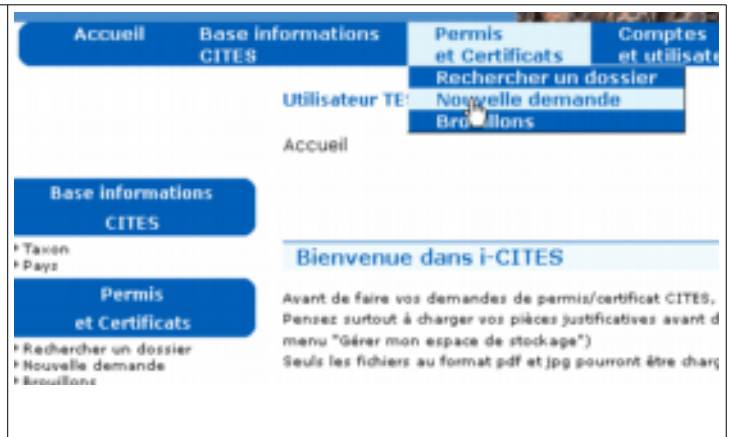 Accueil
Base informations
CITES
Permis
et Certificats
Comptes
et utilisate
Rechercher un dossier
Nouvelle demande
Brouillons
Utilisateur TE
Accueil
Base informations
CITES
Taxon
Pays
Permis
et Certificats
Rechercher un dossier
Nouvelle demande
Brouillons
Bienvenue dans i-CITES
Avant de faire vos demandes de permis/certificat CITES,
Pensez surtout à charger vos pièces justificatives avant d
menu "Gérer mon espace de stockage")
Seuls les fichiers au format pdf et jpg pourront être charg